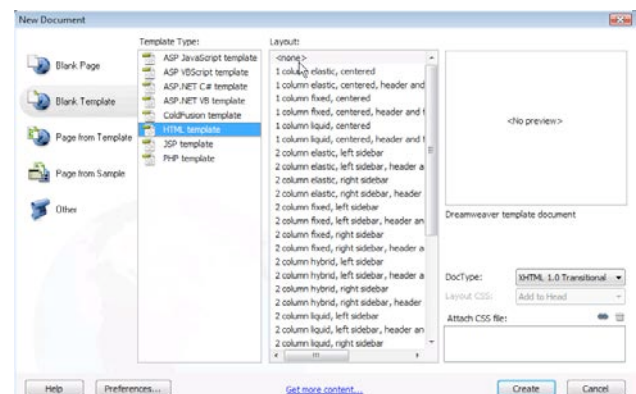 New Document
Blank Page
Blank Template
Page from Template
Page from Sample
Other
Template Type:
ASP JavaScript template
ASP VBScript template
ASP.NET C# template
ASP.NET VB template
ColdFusion template
HTML template
JSP template
PHP template
Layout:
<none>
1 column elastic, centered
1 column elastic, centered, header and
1 column fixed, centered
1 column fixed, centered, header and f
1 column liquid, centered
1 column liquid, centered, header and f
2 column elastic, left sidebar
2 column elastic, left sidebar, header a
2 column elastic, right sidebar
2 column elastic, right sidebar, header
2 column fixed, left sidebar
2 column fixed, left sidebar, header an
2 column fixed, right sidebar
2 column fixed, right sidebar, header a
2 column hybrid, left sidebar
2 column hybrid, left sidebar, header a
2 column hybrid, right sidebar
2 column hybrid, right sidebar, header
2 column liquid, left sidebar
2 column liquid, left sidebar, header an
2 column liquid, right sidebar
<No preview>
Dreamweaver template document
DocType: XHTML 1.0 Transitional
Layout CSS: Add to Head
Attach CSS file:
Help Preferences... Get more content... Create Cancel